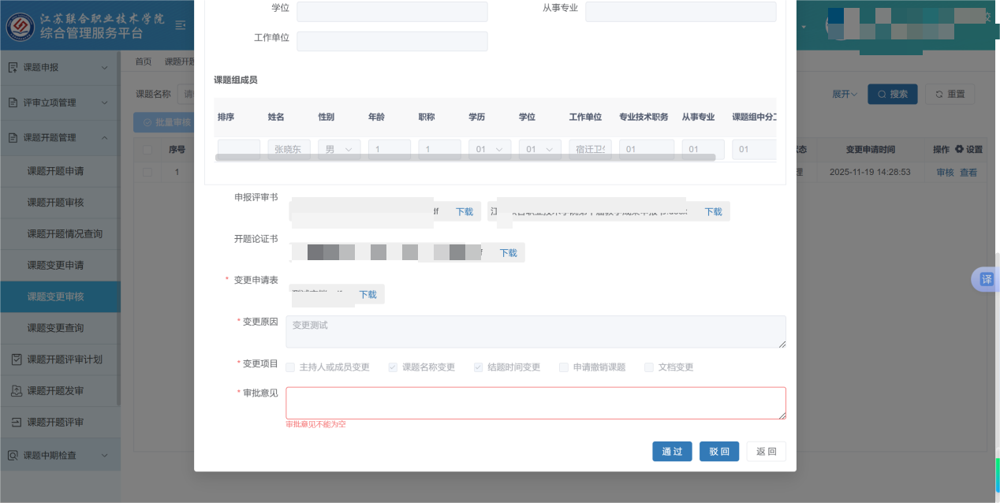 江苏联合职业技术学院
综合管理服务平台
课题申报
评审立项管理
课题开题管理
课题开题申请
课题开题审核
课题开题情况查询
课题变更申请
课题变更审核
课题变更查询
课题开题评审计划
课题开题发审
课题开题评审
课题中期检查
首页 课题开题
课题名称
批量审核
序号
1
学位
从事专业
工作单位
课题组成员
排序 姓名 性别 年龄 职称 学历 学位 工作单位 专业技术职务 从事专业 课题组中分工
张晓东 男 1 1 01 01 宿迁卫生 01 01 01
申报评审书
df 下载
下载
开题论证书
下载
* 变更申请表
下载
* 变更原因
变更测试
* 变更项目
主持人或成员变更 课题名称变更 结题时间变更 申请撤销课题 文档变更
* 审批意见
审批意见不能为空
通过 驳回 返回
展开 搜索 重置
态 变更申请时间 操作 设置
理 2025-11-19 14:28:53 审核 查看
校
译